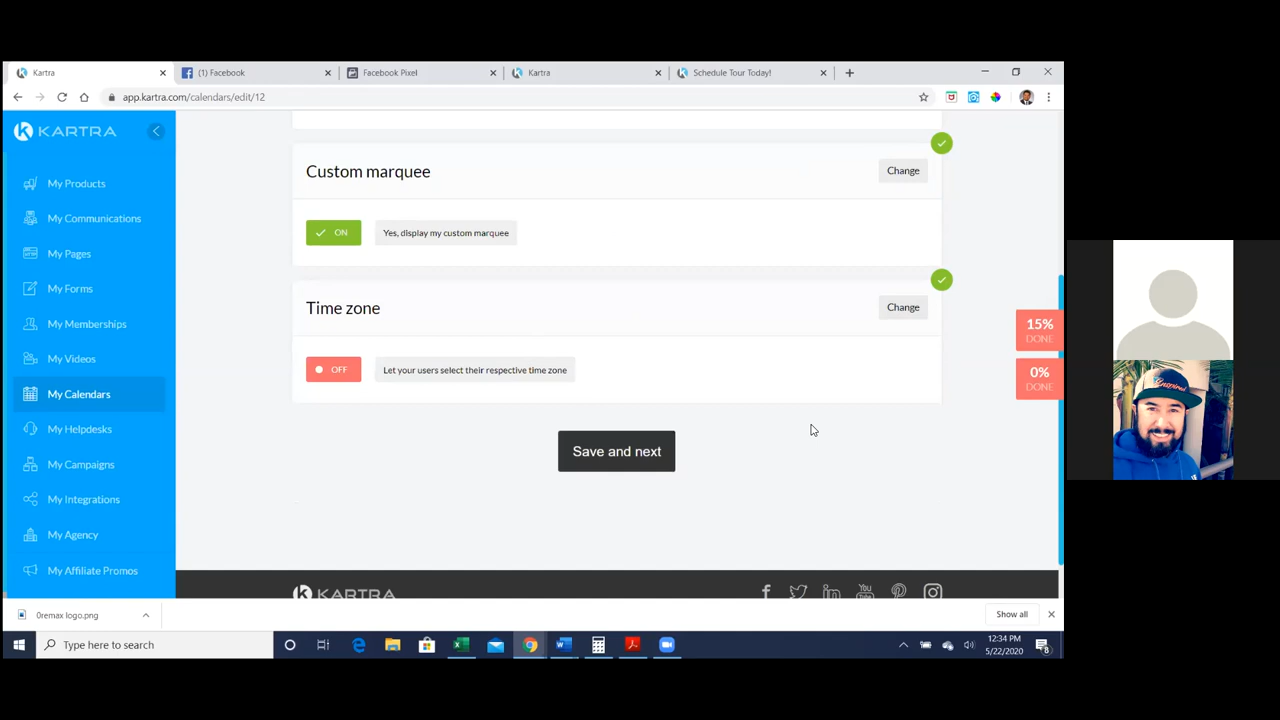 Kartra
(1) Facebook
Facebook Pixel
Kartra
Schedule Tour Today!
app.kartra.com/calendars/edit/12
KARTRA
My Products
My Communications
My Pages
My Forms
My Memberships
My Videos
My Calendars
My Helpdesks
My Campaigns
My Integrations
My Agency
My Affiliate Promos
Custom marquee
Change
ON
Yes, display my custom marquee
Time zone
Change
OFF
Let your users select their respective time zone
Save and next
15%
DONE
0%
DONE
KARTRA
0remax logo.png
Show all
Type here to search
12:34 PM
5/22/2020